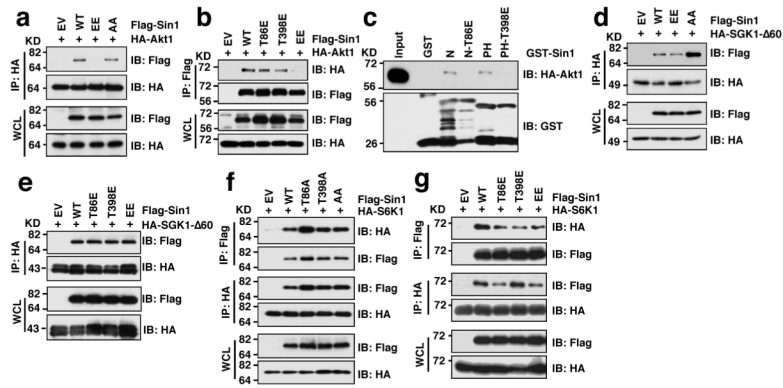 a
EV WT EE AA Flag-Sin1
KD + + + + HA-Akt1
IP: HA
82
64
IB: Flag
64
IB: HA
WCL
82
64
IB: Flag
64
IB: HA
b
EV WT T86E T398E EE Flag-Sin1
KD + + + + + HA-Akt1
IP: Flag
72
56
IB: HA
72
56
IB: Flag
WCL
72
56
IB: Flag
72
56
IB: HA
c
Input GST N N-T86E PH PH-T398E GST-Sin1
KD
72
56
IB: HA-Akt1
56
26
IB: GST
d
EV WT EE AA Flag-Sin1
KD + + + + HA-SGK1-Δ60
IP: HA
82
64
IB: Flag
49
IB: HA
WCL
82
64
IB: Flag
49
IB: HA
e
EV WT T86E T398E EE Flag-Sin1
KD + + + + + HA-SGK1-Δ60
IP: HA
82
64
IB: Flag
43
IB: HA
WCL
82
64
IB: Flag
43
IB: HA
f
EV WT T86A T398A AA Flag-Sin1
KD + + + + + HA-S6K1
IP: Flag
82
64
IB: HA
82
64
IB: Flag
IP: HA
82
64
IB: Flag
82
64
IB: HA
WCL
82
64
IB: Flag
82
64
IB: HA
g
EV WT T86E T398E EE Flag-Sin1
KD + + + + + HA-S6K1
IP: Flag
72
IB: HA
72
IB: Flag
IP: HA
72
IB: Flag
72
IB: HA
WCL
72
IB: Flag
72
IB: HA